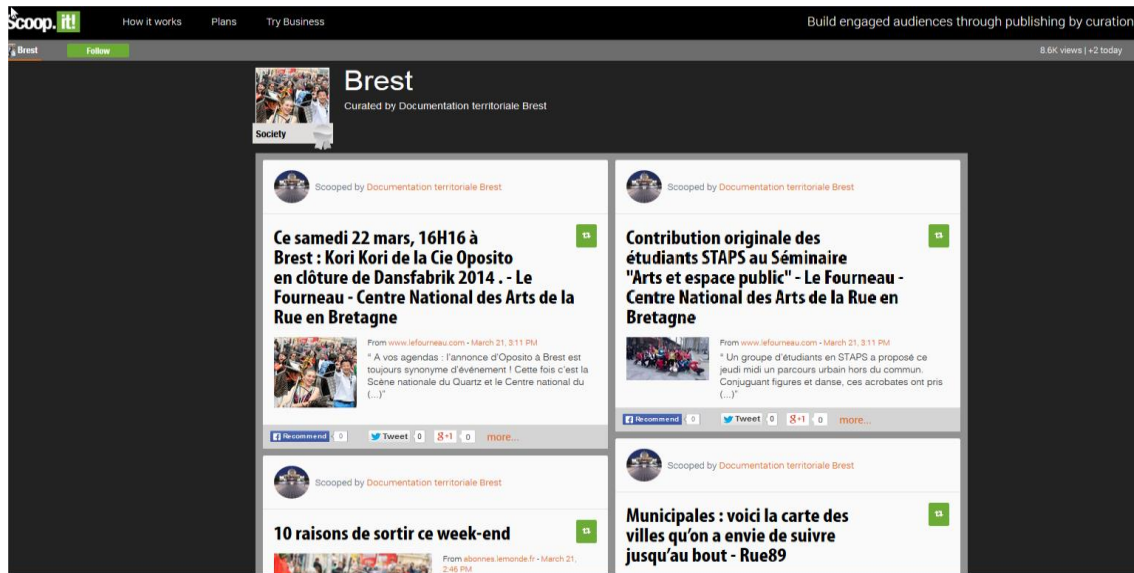 Scoop.it!
How it works
Plans
Try Business
Build engaged audiences through publishing by curation
Brest
Follow
8.6K views | +2 today
Brest
Curated by Documentation territoriale Brest
Society
Scooped by Documentation territoriale Brest
Ce samedi 22 mars, 16H16 à
Brest : Kori Kori de la Cie Oposito
en clôture de Dansfabrik 2014 . - Le
Fourneau - Centre National des Arts de la
Rue en Bretagne
From www.lefourneau.com - March 21, 3:11 PM
" A vos agendas : l'annonce d'Oposito à Brest est
toujours synonyme d'événement ! Cette fois c'est la
Scène nationale du Quartz et le Centre national du
(...)"
Recommend 0
Tweet 0
g+1 0
more...
Scooped by Documentation territoriale Brest
Contribution originale des
étudiants STAPS au Séminaire
"Arts et espace public" - Le Fourneau -
Centre National des Arts de la Rue en
Bretagne
From www.lefourneau.com - March 21, 3:11 PM
" Un groupe d'étudiants en STAPS a proposé ce
jeudi midi un parcours urbain hors du commun.
Conjuguant figures et danse, ces acrobates ont pris
(...)"
Recommend 0
Tweet 0
g+1 0
more...
Scooped by Documentation territoriale Brest
10 raisons de sortir ce week-end
From abonnes.lemonde.fr - March 21,
2:46 PM
Scooped by Documentation territoriale Brest
Municipales : voici la carte des
villes qu'on a envie de suivre
jusqu'au bout - Rue89